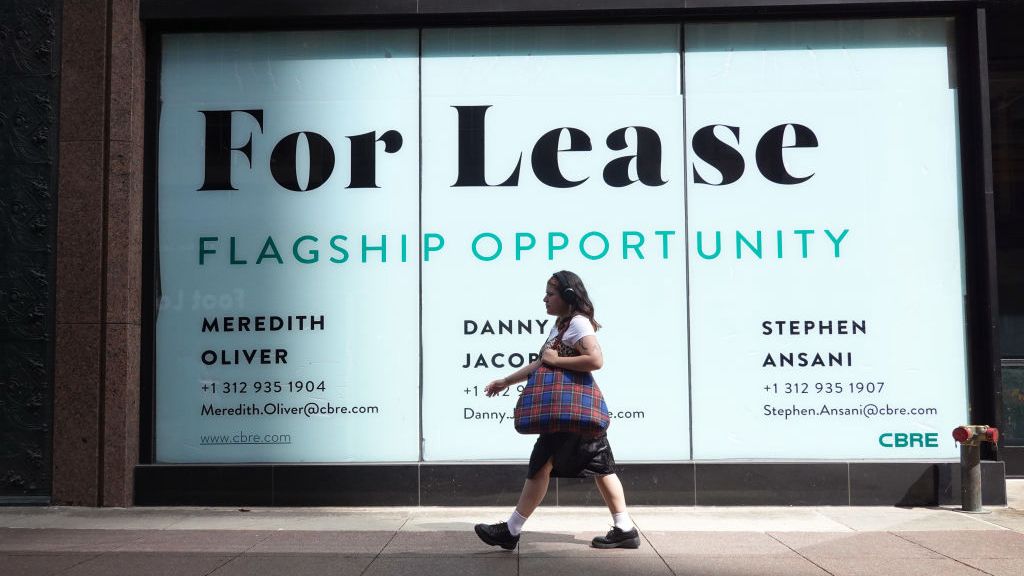 For Lease
FLAGSHIP OPPORTUNITY
MEREDITH
OLIVER
+1 312 935 1904
Meredith.Oliver@cbre.com
www.cbre.com
DANNY
+1
STEPHEN
ANSANI
+1 312 935 1907
Stephen.Ansani@cbre.com
CBRE